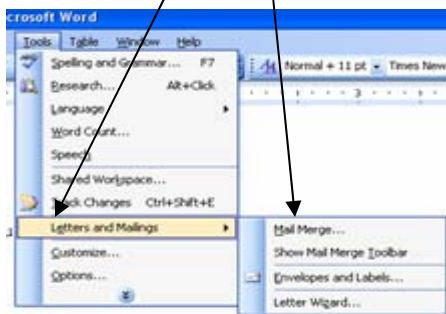 crosoft Word
Tools Table Window Help
Spelling and Grammar... F7
Normal + 11 pt Times New
Research... Alt+Click
Language
3
Word Count...
Speech
Shared Workspace...
Track Changes Ctrl+Shift+E
Letters and Mailings
Mail Merge...
Customize...
Show Mail Merge Toolbar
Options...
Envelopes and Labels...
Letter Wizard...